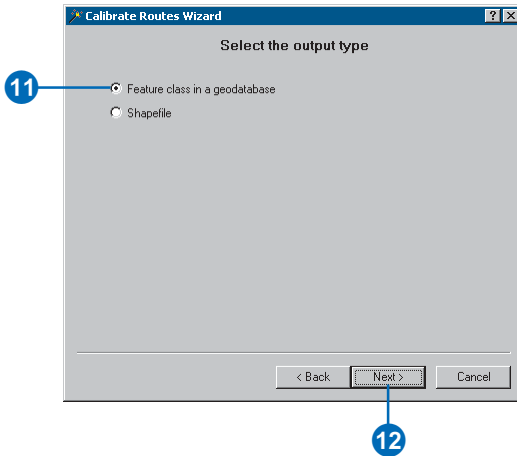 Calibrate Routes Wizard
Select the output type
11
Feature class in a geodatabase
Shapefile
< Back Next > Cancel
12